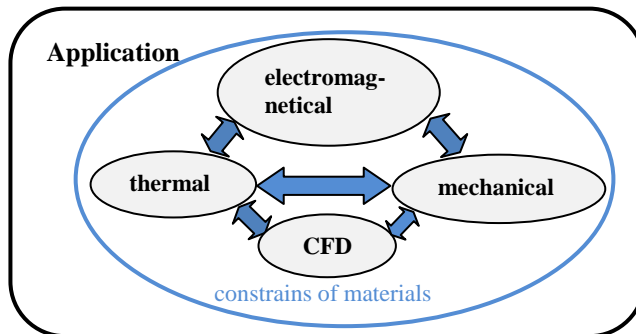 Application
electromag-
netical
thermal
mechanical
CFD
constrains of materials